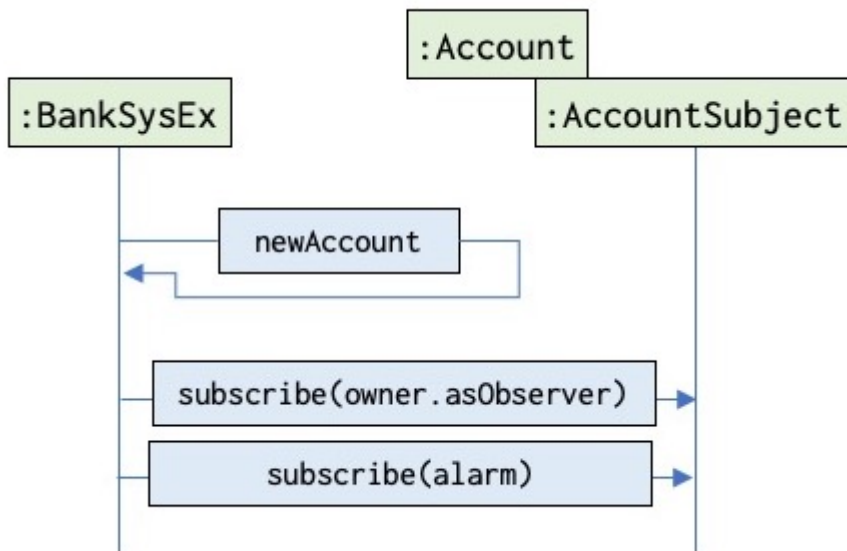 :Account
:BankSysEx
:AccountSubject
newAccount
subscribe(owner.asObserver)
subscribe(alarm)